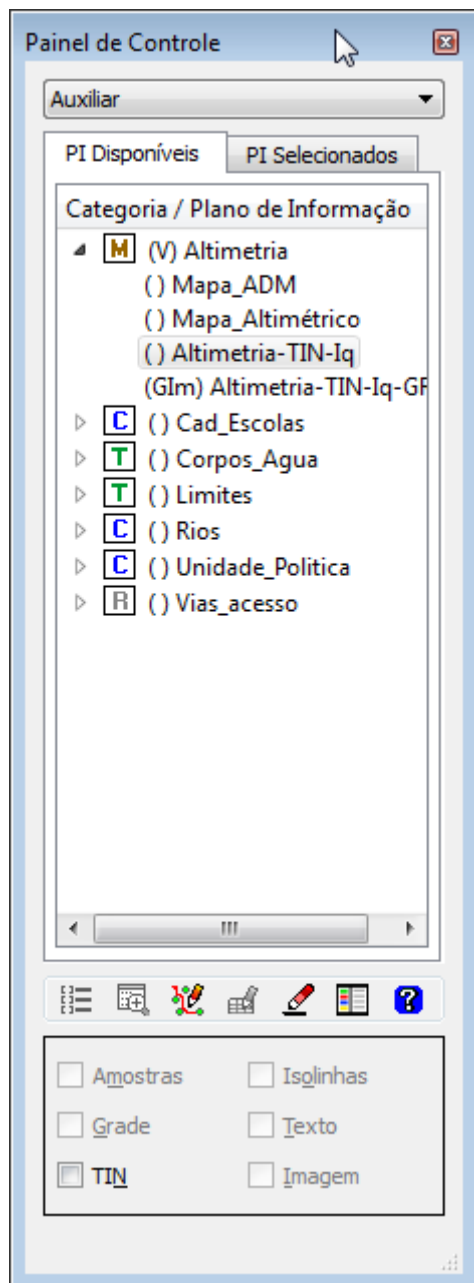 Painel de Controle
Auxiliar
PI Disponíveis PI Selecionados
Categoria / Plano de Informação
M (V) Altimetria
( ) Mapa_ADM
( ) Mapa_Altimétrico
( ) Altimetria-TIN-Iq
(GIm) Altimetria-TIN-Iq-GF
C ( ) Cad_Escolas
T ( ) Corpos_Agua
T ( ) Limites
C ( ) Rios
C ( ) Unidade_Politica
R ( ) Vias_acesso
?
Amostras Isolinhas
Grade Texto
TIN Imagem